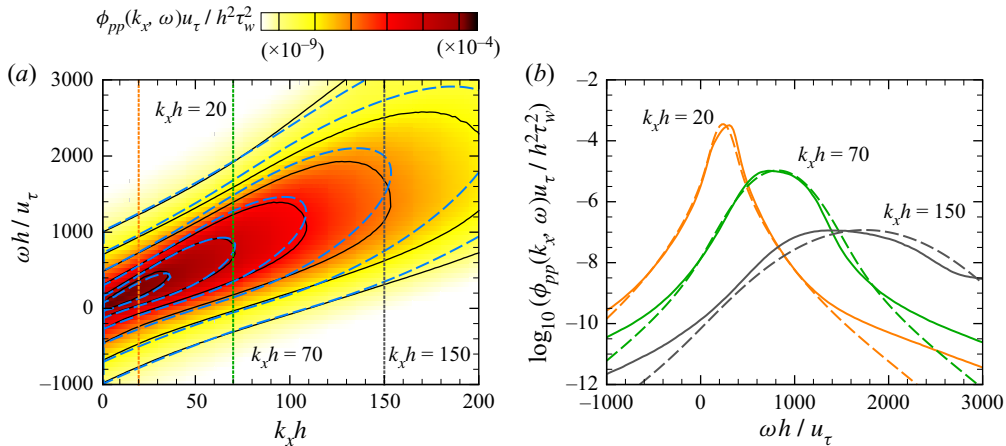 ϕpp(kx, ω)uτ / h²τw²
(×10⁻⁹) (×10⁻⁴)
(a)
3000
2000
1000
0
−1000
ωh / uτ
kxh = 20
kxh = 70
kxh = 150
0 50 100 150 200
kxh
(b)
−2
−4
−6
−8
−10
−12
log10 (ϕpp(kx, ω)uτ / h²τw²)
kxh = 20
kxh = 70
kxh = 150
−1000 0 1000 2000 3000
ωh / uτ